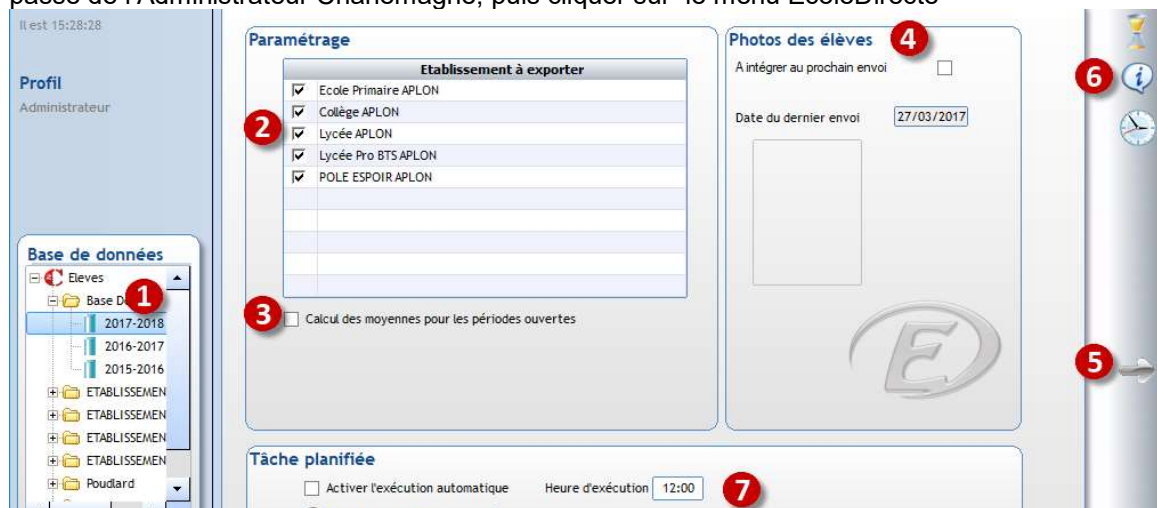 passe de l'Administrateur Charlemagne, puis cliquer sur le menu EcoleDirecte
Il est 15:28:28
Profil
Administrateur
Base de données
Eleves
1
Base D
2017-2018
2016-2017
2015-2016
ETABLISSEMEN
ETABLISSEMEN
ETABLISSEMEN
ETABLISSEMEN
Poudlard
Paramétrage
Etablissement à exporter
Ecole Primaire APLON
Collège APLON
2
Lycée APLON
Lycée Pro BTS APLON
POLE ESPOIR APLON
3
Calcul des moyennes pour les périodes ouvertes
Photos des élèves 4
A intégrer au prochain envoi
Date du dernier envoi 27/03/2017
E
6
i
5
Tâche planifiée
Activer l'exécution automatique Heure d'exécution 12:00 7